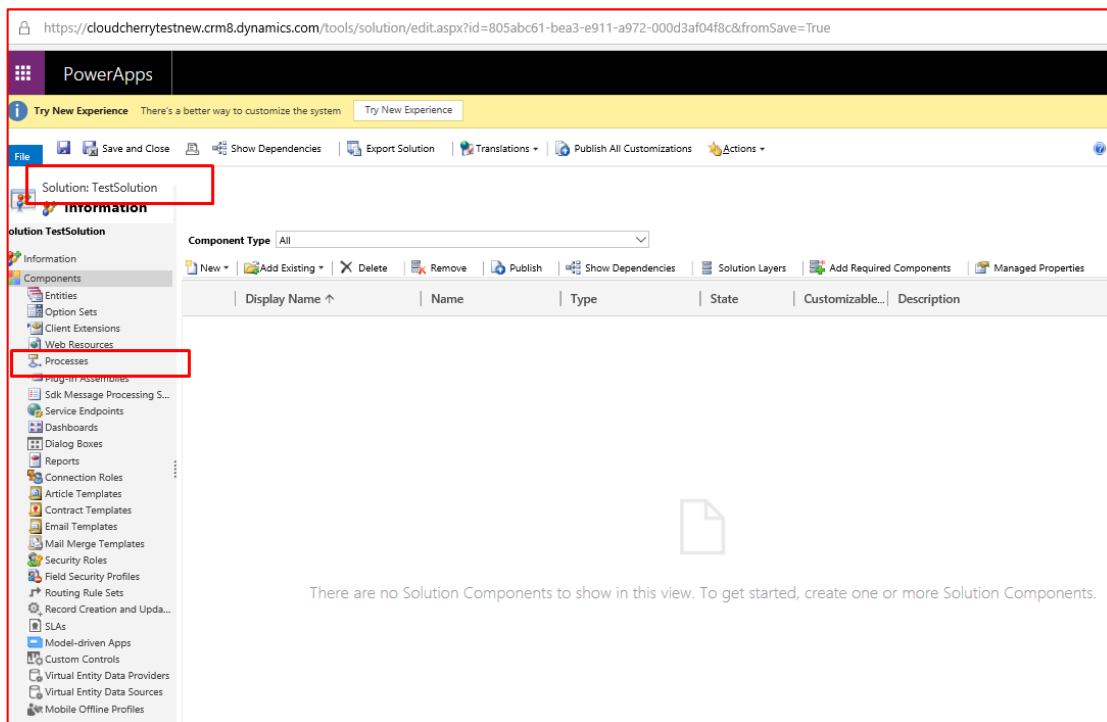 https://cloudcherrytestnew.crm8.dynamics.com/tools/solution/edit.aspx?id=805abc61-bea3-e911-a972-000d3af04f8c&fromSave=True
PowerApps
Try New Experience There's a better way to customize the system Try New Experience
File Save and Close Show Dependencies Export Solution Translations Publish All Customizations Actions
Solution: TestSolution
Information
olution TestSolution
Component Type All
Information
New Add Existing Delete Remove Publish Show Dependencies Solution Layers Add Required Components Managed Properties
Components
Display Name ↑ Name Type State Customizable... Description
Entities
Option Sets
Client Extensions
Web Resources
Processes
Plug-in Assemblies
Sdk Message Processing S...
Service Endpoints
Dashboards
Dialog Boxes
Reports
Connection Roles
Article Templates
Contract Templates
Email Templates
Mail Merge Templates
Security Roles
Field Security Profiles
Routing Rule Sets
There are no Solution Components to show in this view. To get started, create one or more Solution Components.
Record Creation and Upda...
SLAs
Model-driven Apps
Custom Controls
Virtual Entity Data Providers
Virtual Entity Data Sources
Mobile Offline Profiles